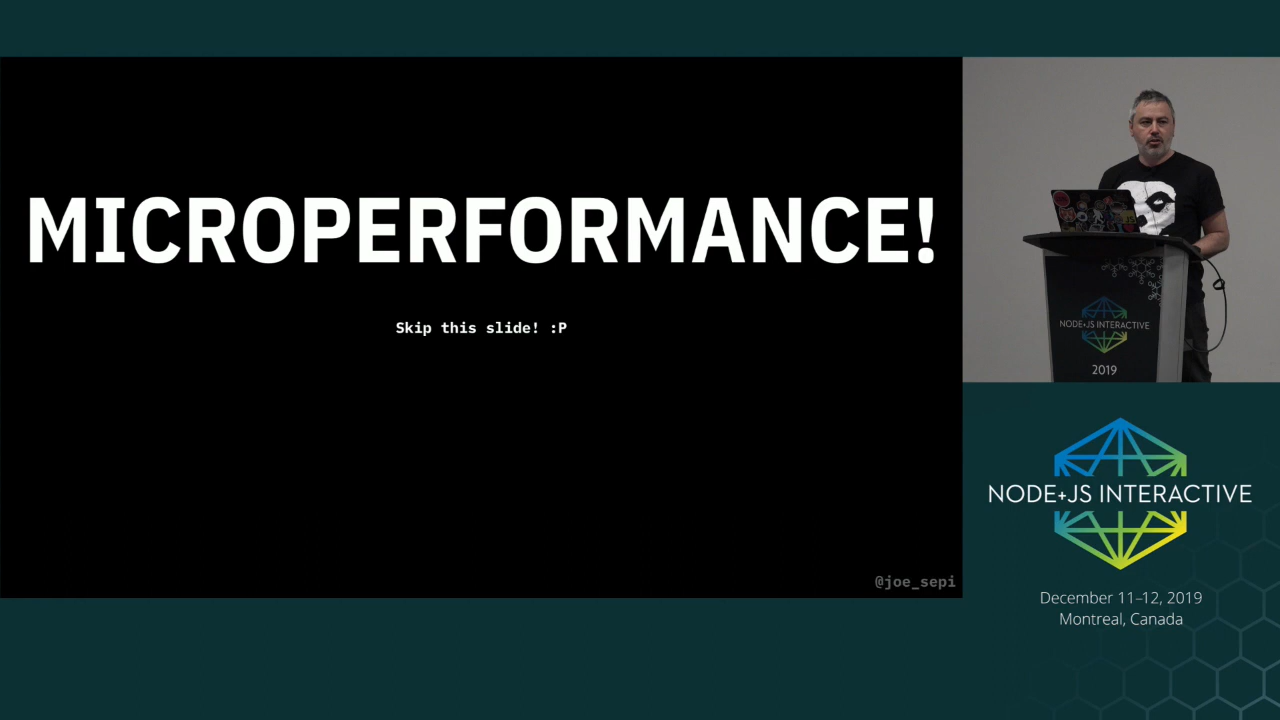 MICROPERFORMANCE!
Skip this slide! :P
@joe_sepi
NODE+JS INTERACTIVE
2019
NODE+JS INTERACTIVE
December 11–12, 2019
Montreal, Canada